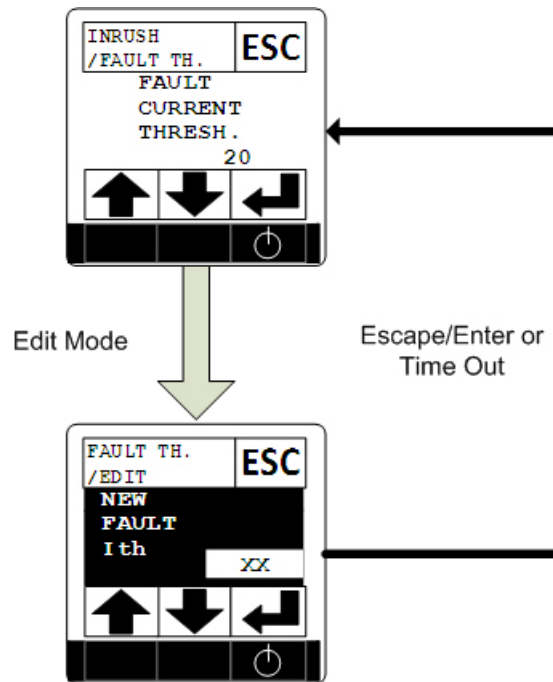 INRUSH
/FAULT TH.
ESC
FAULT
CURRENT
THRESH.
20
Edit Mode
Escape/Enter or
Time Out
FAULT TH.
/EDIT
ESC
NEW
FAULT
Ith
XX